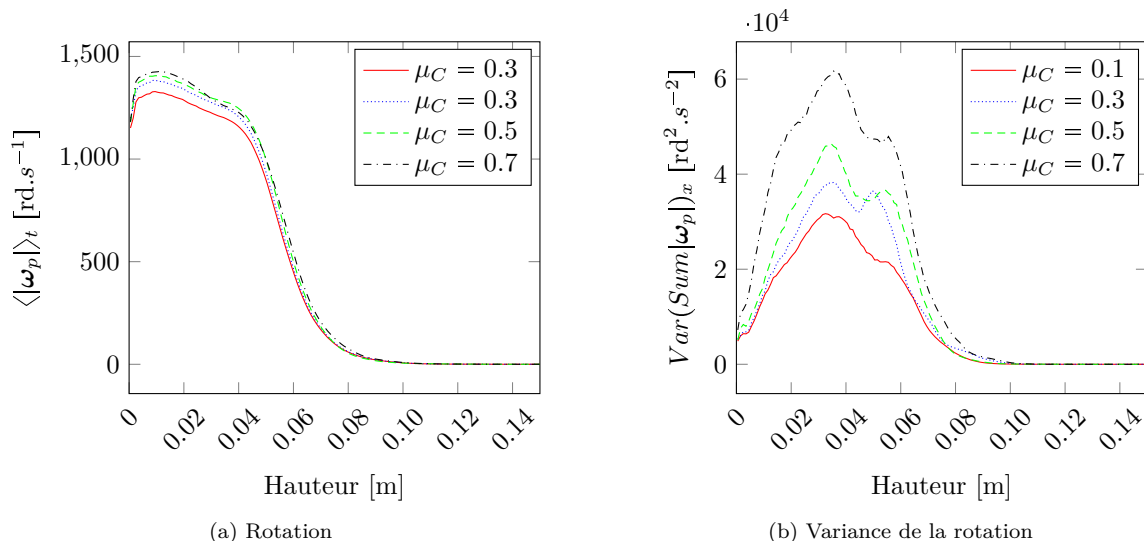 1,500
1,000
500
0
0
0.02
0.04
0.06
0.08
0.10
0.12
0.14
⟨|ω_p|⟩_t [rd.s^{−1}]
Hauteur [m]
μ_C = 0.3
μ_C = 0.3
μ_C = 0.5
μ_C = 0.7
(a) Rotation
·10^4
6
4
2
0
0
0.02
0.04
0.06
0.08
0.10
0.12
0.14
Var(Sum|ω_p|)_x [rd^2.s^{−2}]
Hauteur [m]
μ_C = 0.1
μ_C = 0.3
μ_C = 0.5
μ_C = 0.7
(b) Variance de la rotation